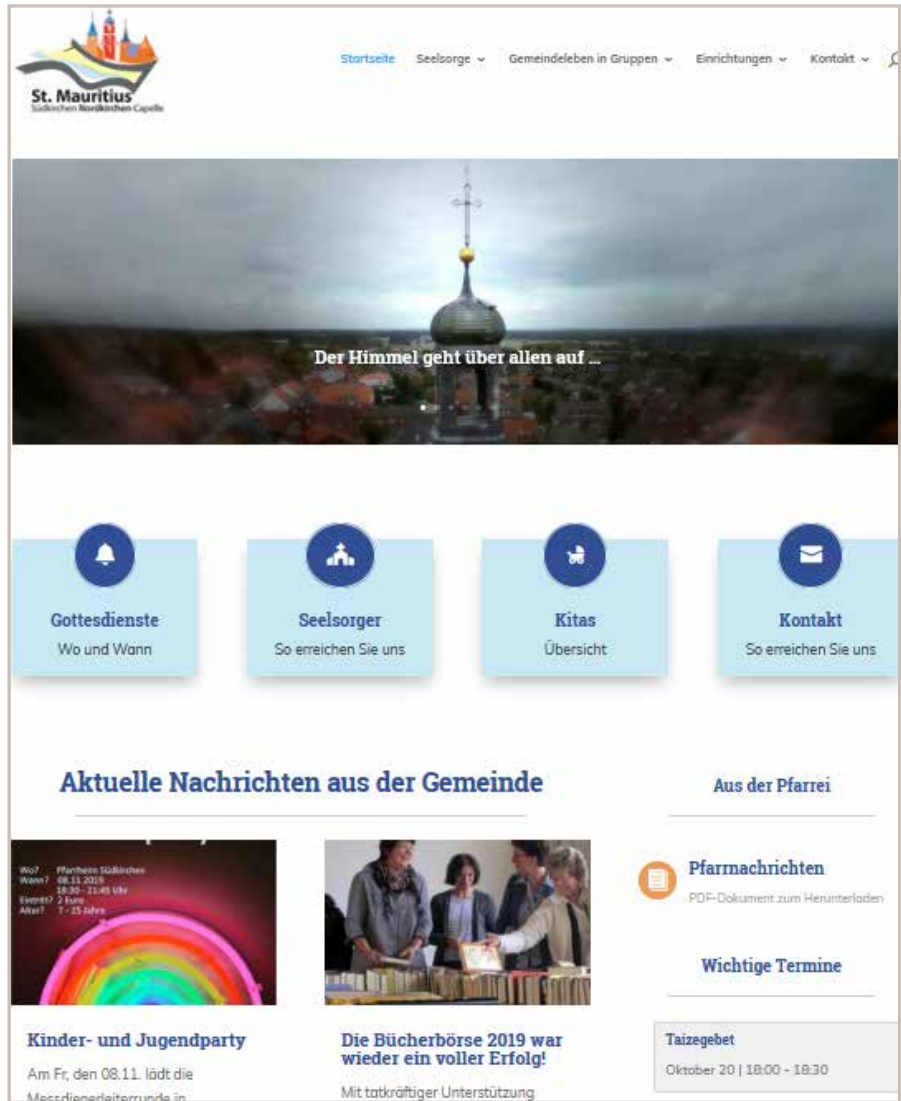 St. Mauritius
Südkirchen Nordkirchen Capelle
Startseite Seelsorge Gemeindeleben in Gruppen Einrichtungen Kontakt
Der Himmel geht über allen auf ...
Gottesdienste
Wo und Wann
Seelsorger
So erreichen Sie uns
Kitas
Übersicht
Kontakt
So erreichen Sie uns
Aktuelle Nachrichten aus der Gemeinde
Wo? Pfarrheim Südkirchen
Wann? 08.11.2019
18:30 - 21:45 Uhr
Eintritt? 2 Euro
Alter? 7 - 15 Jahre
Kinder- und Jugendparty
Am Fr, den 08.11. lädt die
Messdienerleiterrunde in
Die Bücherbörse 2019 war
wieder ein voller Erfolg!
Mit tatkräftiger Unterstützung
Aus der Pfarrei
Pfarrnachrichten
PDF-Dokument zum Herunterladen
Wichtige Termine
Taizegebet
Oktober 20 | 18:00 - 18:30